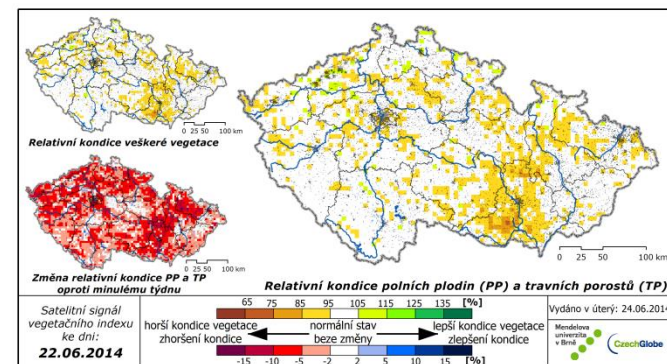 0 25 50 100 km
Relativní kondice veškeré vegetace
0 25 50 100 km
Změna relativní kondice PP a TP
oproti minulému týdnu
0 25 50 100 km
Relativní kondice polních plodin (PP) a travních porostů (TP)
Satelitní signál
vegetačního indexu
ke dni:
22.06.2014
65 75 85 95 105 115 125 135 [%]
horší kondice vegetace normální stav lepší kondice vegetace
zhoršení kondice beze změny zlepšení kondice
-15 -10 -5 -2 2 5 10 15 [%]
Vydáno v úterý: 24.06.2014
Mendelova
univerzita
v Brně
CzechGlobe